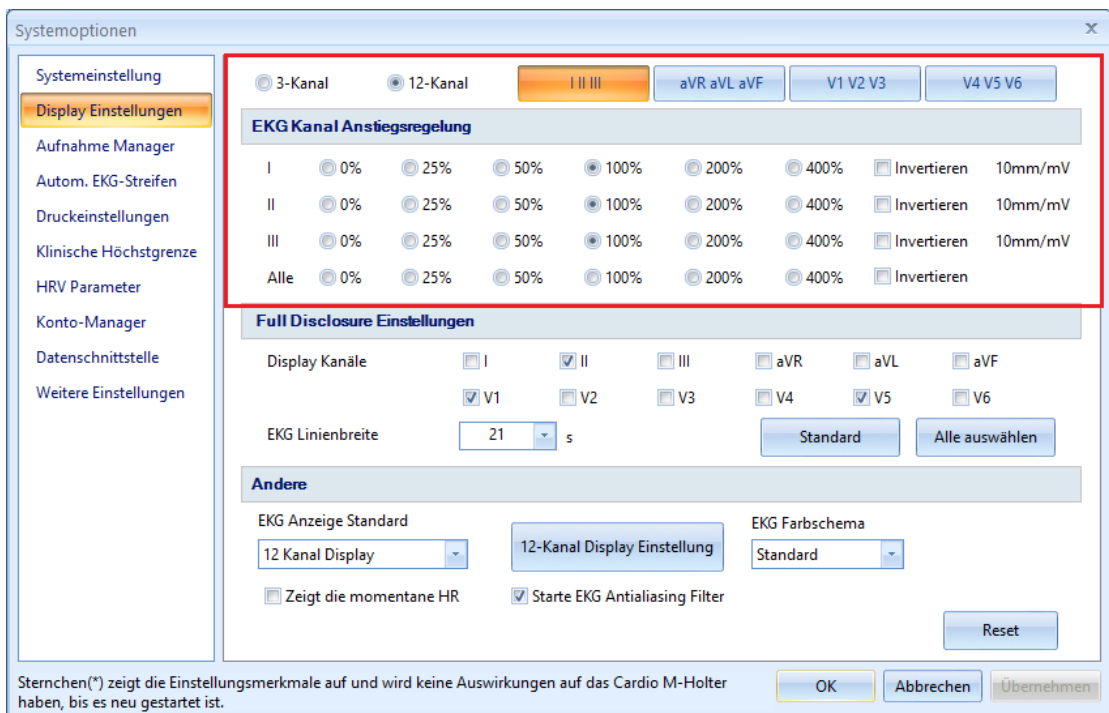 Systemoptionen
x
Systemeinstellung
Display Einstellungen
Aufnahme Manager
Autom. EKG-Streifen
Druckeinstellungen
Klinische Höchstgrenze
HRV Parameter
Konto-Manager
Datenschnittstelle
Weitere Einstellungen
3-Kanal 12-Kanal I II III aVR aVL aVF V1 V2 V3 V4 V5 V6
EKG Kanal Anstiegsregelung
I 0% 25% 50% 100% 200% 400% Invertieren 10mm/mV
II 0% 25% 50% 100% 200% 400% Invertieren 10mm/mV
III 0% 25% 50% 100% 200% 400% Invertieren 10mm/mV
Alle 0% 25% 50% 100% 200% 400% Invertieren
Full Disclosure Einstellungen
Display Kanäle I II III aVR aVL aVF
V1 V2 V3 V4 V5 V6
EKG Linienbreite 21 s Standard Alle auswählen
Andere
EKG Anzeige Standard EKG Farbschema
12 Kanal Display 12-Kanal Display Einstellung Standard
Zeigt die momentane HR Starte EKG Antialiasing Filter
Reset
Sternchen(*) zeigt die Einstellungsmerkmale auf und wird keine Auswirkungen auf das Cardio M-Holter
haben, bis es neu gestartet ist.
OK Abbrechen Übernehmen